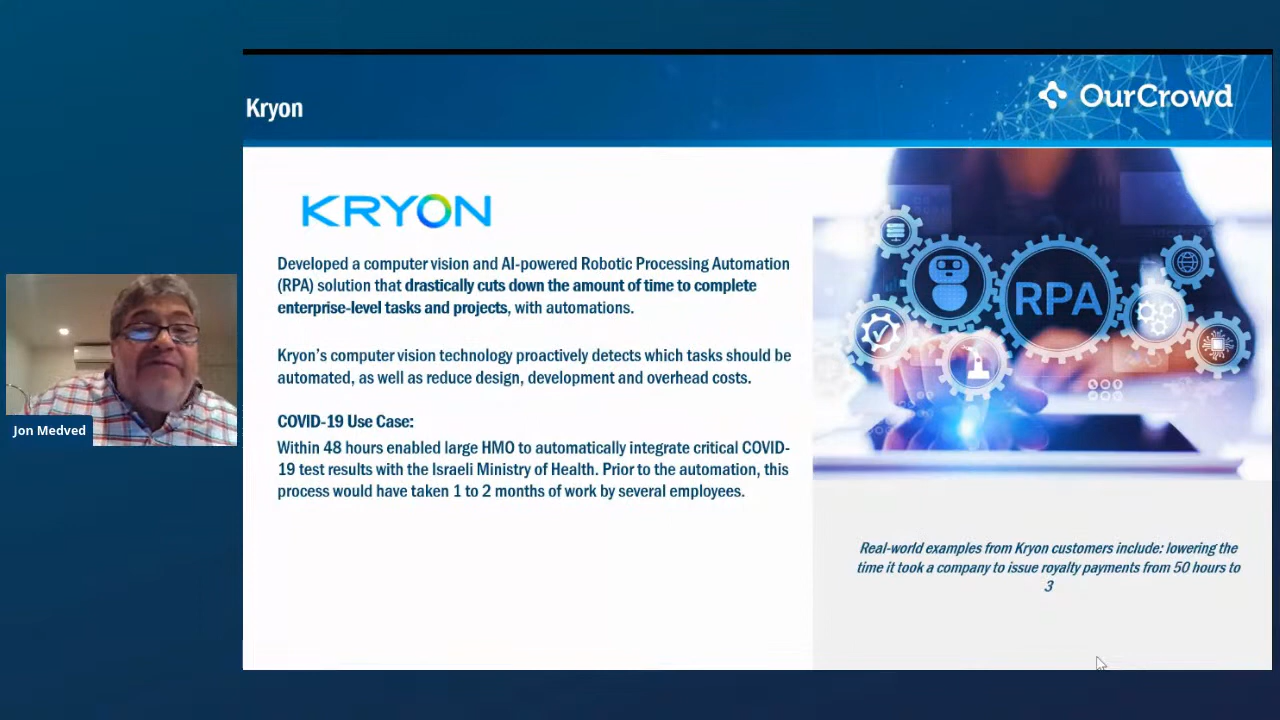 Kryon
OurCrowd
KRYON
Developed a computer vision and AI-powered Robotic Processing Automation
(RPA) solution that drastically cuts down the amount of time to complete
enterprise-level tasks and projects, with automations.
Kryon's computer vision technology proactively detects which tasks should be
automated, as well as reduce design, development and overhead costs.
COVID-19 Use Case:
Within 48 hours enabled large HMO to automatically integrate critical COVID-
19 test results with the Israeli Ministry of Health. Prior to the automation, this
process would have taken 1 to 2 months of work by several employees.
RPA
Real-world examples from Kryon customers include: lowering the
time it took a company to issue royalty payments from 50 hours to
3
Jon Medved